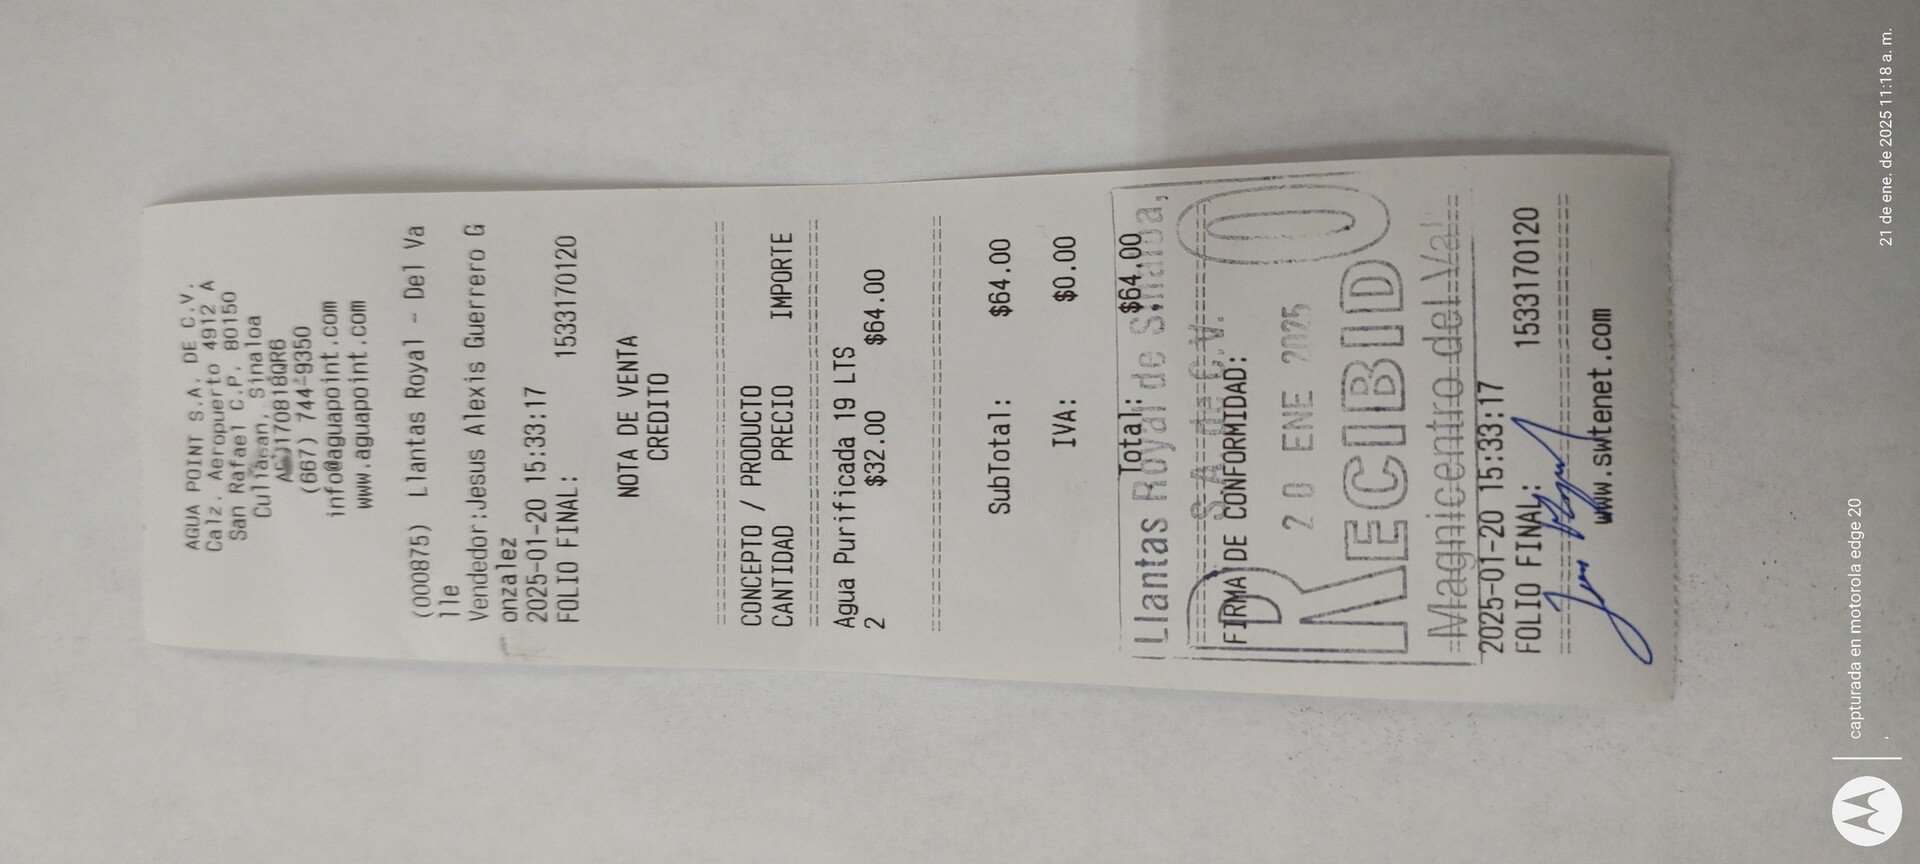 AGUA POINT S.A. DE C.V.
Calz. Aeropuerto 4912 A
San Rafael C.P. 80150
Culiacan, Sinaloa
170818QR6
(667) 744-9350
info@aguapoint.com
www.aguapoint.com
(000875) Llantas Royal - Del Va
lle
Vendedor:Jesus Alexis Guerrero G
onzalez
2025-01-20 15:33:17
FOLIO FINAL: 1533170120
NOTA DE VENTA
CREDITO
CONCEPTO / PRODUCTO
CANTIDAD PRECIO IMPORTE
Agua Purificada 19 LTS
2 $32.00 $64.00
SubTotal: $64.00
IVA: $0.00
Total: $64.00
Llantas Royal de Sinaloa,
S.A. de C.V.
FIRMA DE CONFORMIDAD:
20 ENE 2025
RECIBIDO
Magnicentro del Val
2025-01-20 15:33:17
FOLIO FINAL: 1533170120
www.swtenet.com
capturada en motorola edge 20
21 de ene. de 2025 11:18 a. m.